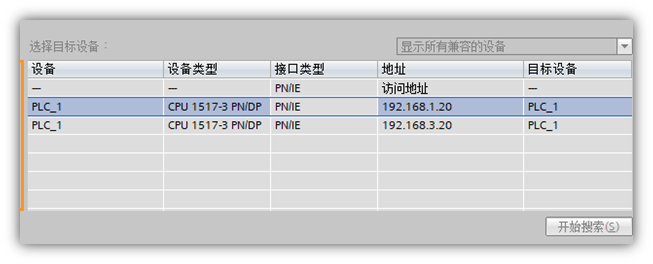 选择目标设备： 显示所有兼容的设备
设备 设备类型 接口类型 地址 目标设备
— — PN/IE 访问地址 —
PLC_1 CPU 1517-3 PN/DP PN/IE 192.168.1.20 PLC_1
PLC_1 CPU 1517-3 PN/DP PN/IE 192.168.3.20 PLC_1
开始搜索(S)